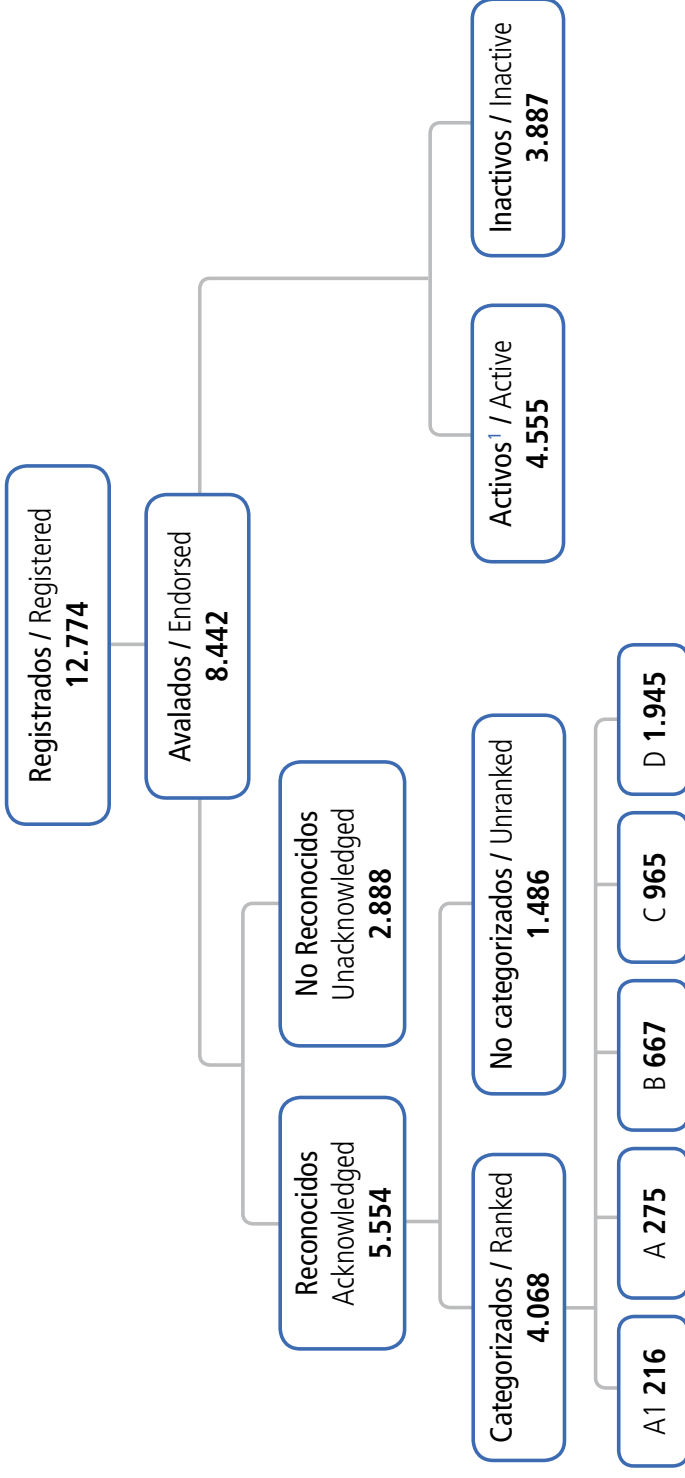 Registrados / Registered
12.774
Avalados / Endorsed
8.442
Reconocidos
Acknowledged
5.554
No Reconocidos
Unacknowledged
2.888
Categorizados / Ranked
4.068
No categorizados / Unranked
1.486
Activos¹ / Active
4.555
Inactivos / Inactive
3.887
A1 216
A 275
B 667
C 965
D 1.945